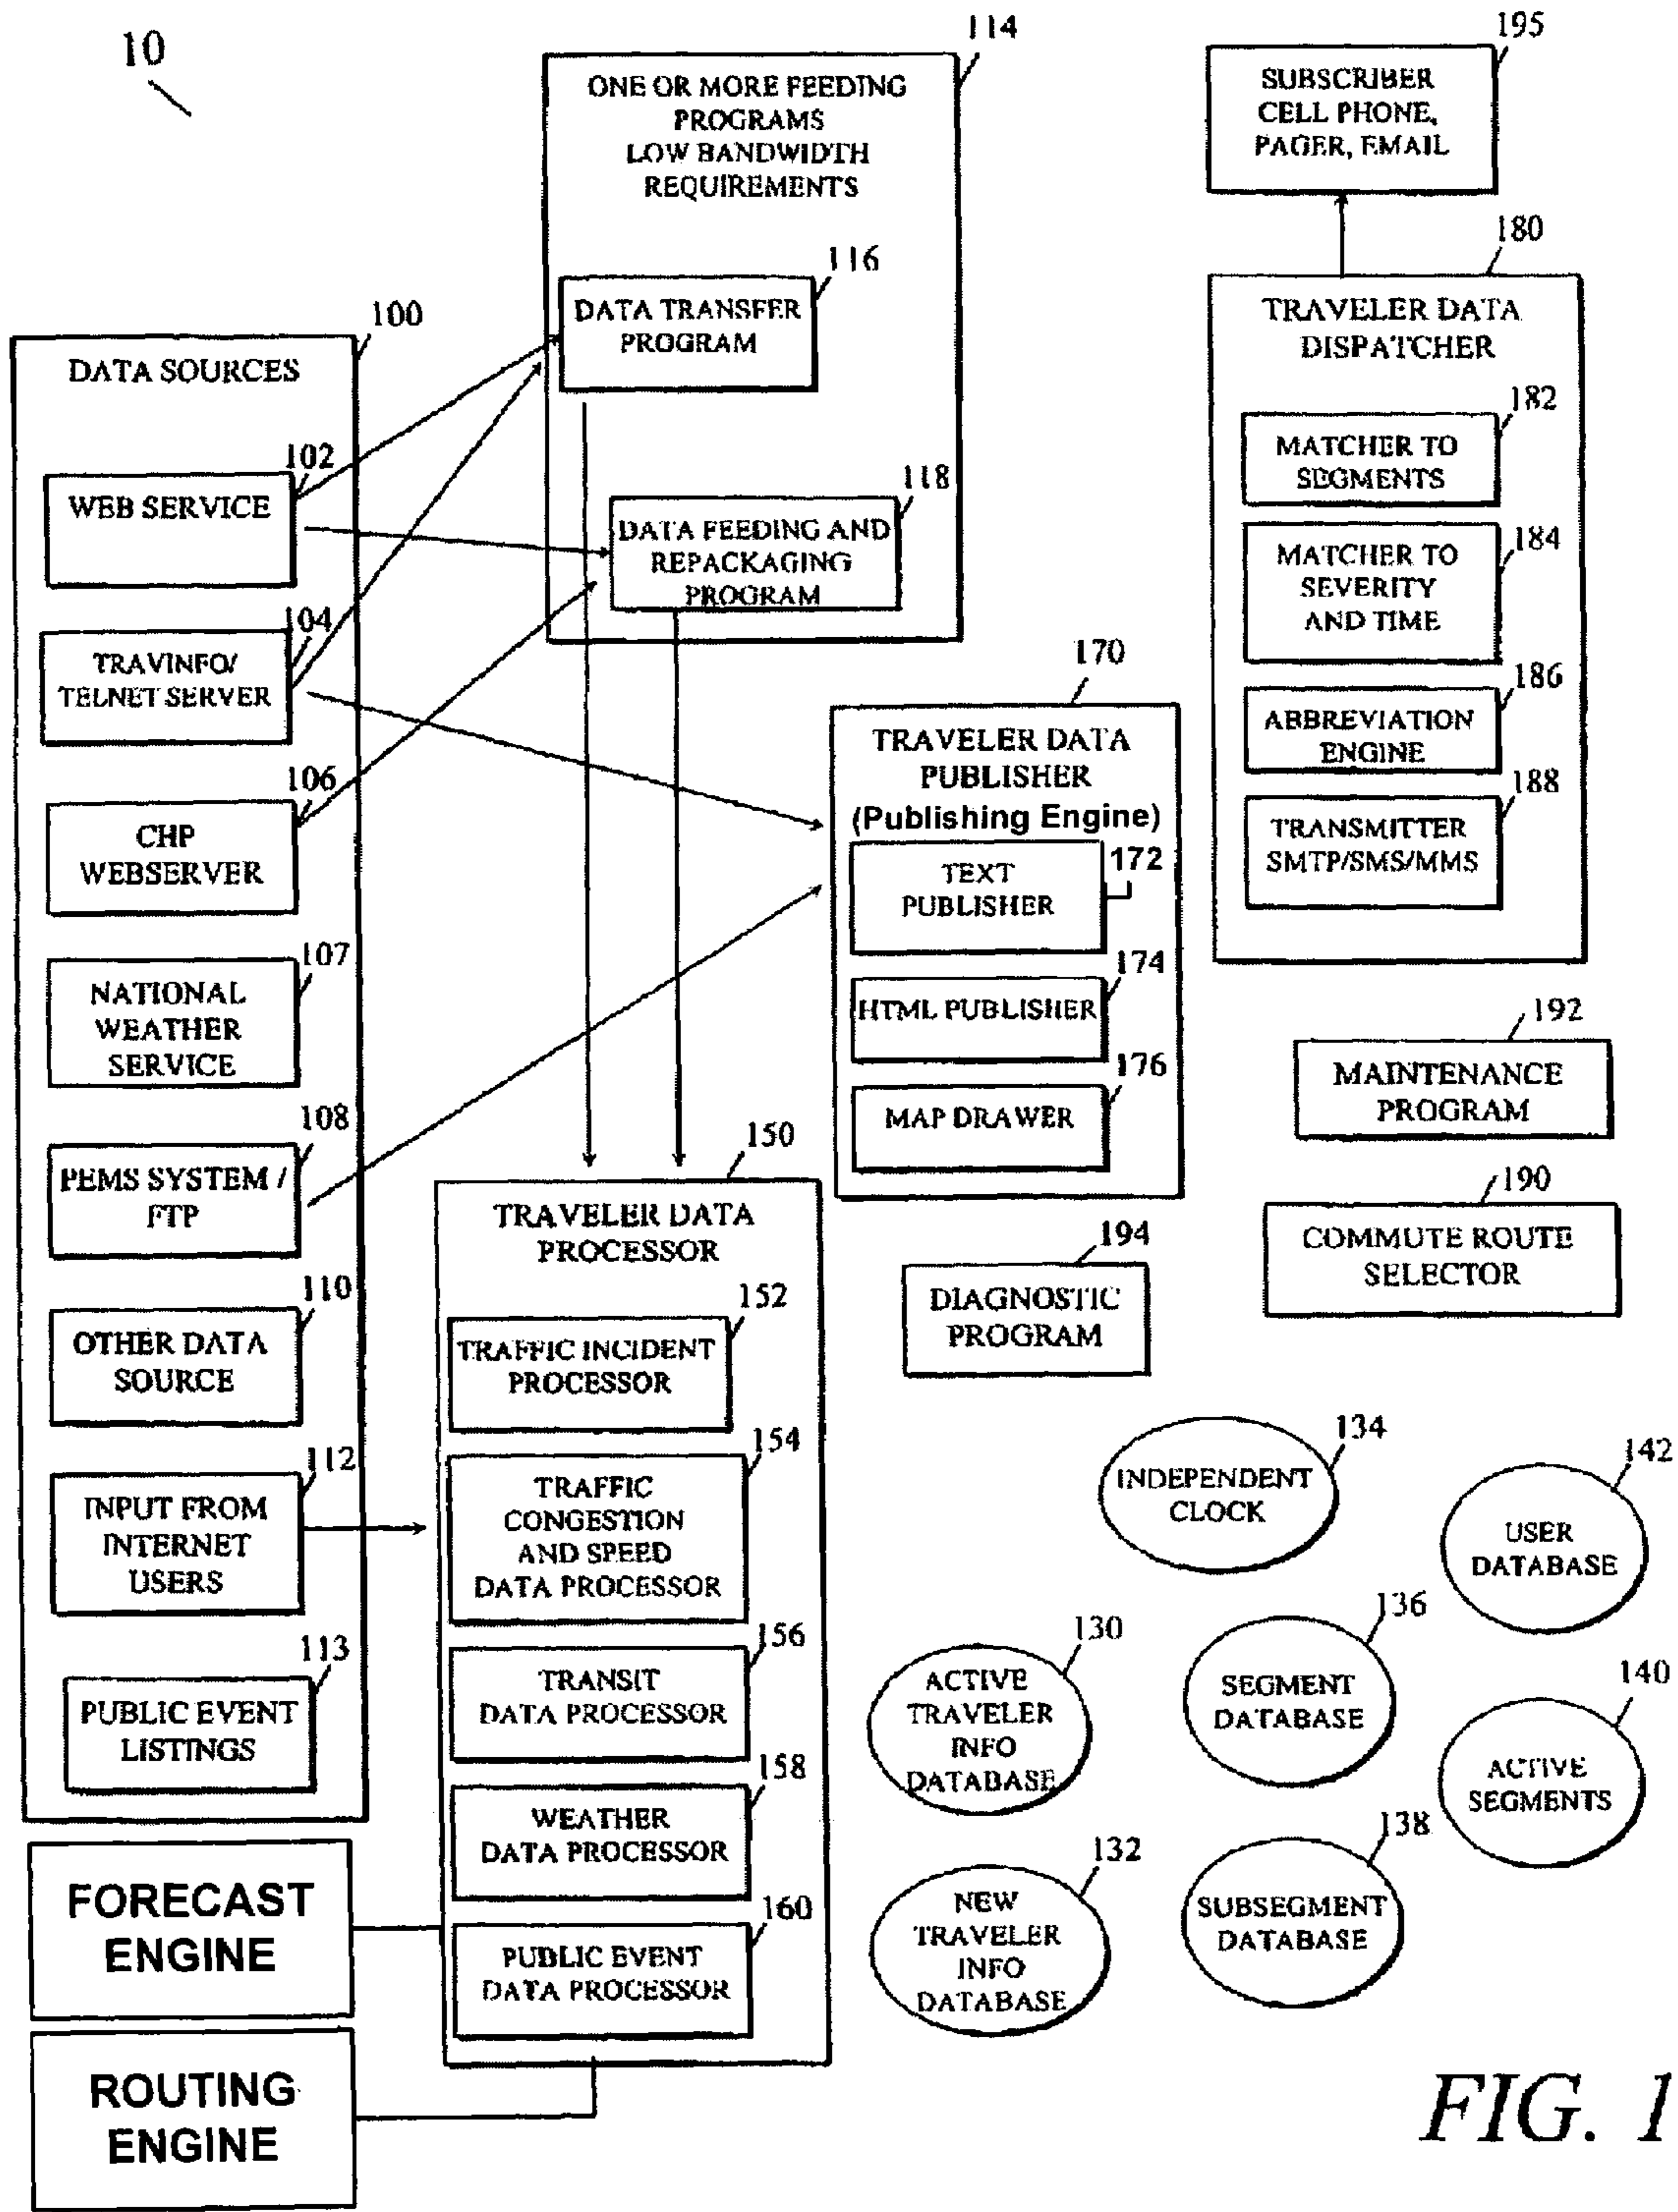 10
114
ONE OR MORE FEEDING
PROGRAMS
LOW BANDWIDTH
REQUIREMENTS
116
DATA TRANSFER
PROGRAM
118
DATA FEEDING AND
REPACKAGING
PROGRAM
195
SUBSCRIBER
CELL PHONE,
PAGER, EMAIL
180
TRAVELER DATA
DISPATCHER
182
MATCHER TO
SEGMENTS
184
MATCHER TO
SEVERITY
AND TIME
186
ABBREVIATION
ENGINE
188
TRANSMITTER
SMTP/SMS/MMS
100
DATA SOURCES
102
WEB SERVICE
104
TRAVINFO/
TELNET SERVER
106
CHP
WEBSERVER
107
NATIONAL
WEATHER
SERVICE
108
PEMS SYSTEM /
FTP
110
OTHER DATA
SOURCE
112
INPUT FROM
INTERNET
USERS
113
PUBLIC EVENT
LISTINGS
170
TRAVELER DATA
PUBLISHER
(Publishing Engine)
TEXT
PUBLISHER
172
174
HTML PUBLISHER
176
MAP DRAWER
192
MAINTENANCE
PROGRAM
190
COMMUTE ROUTE
SELECTOR
194
DIAGNOSTIC
PROGRAM
150
TRAVELER DATA
PROCESSOR
152
TRAFFIC INCIDENT
PROCESSOR
154
TRAFFIC
CONGESTION
AND SPEED
DATA PROCESSOR
156
TRANSIT
DATA PROCESSOR
158
WEATHER
DATA PROCESSOR
160
PUBLIC EVENT
DATA PROCESSOR
134
INDEPENDENT
CLOCK
142
USER
DATABASE
130
ACTIVE
TRAVELER
INFO
DATABASE
136
SEGMENT
DATABASE
140
ACTIVE
SEGMENTS
132
NEW
TRAVELER
INFO
DATABASE
138
SUBSEGMENT
DATABASE
FORECAST
ENGINE
ROUTING
ENGINE
FIG. 1